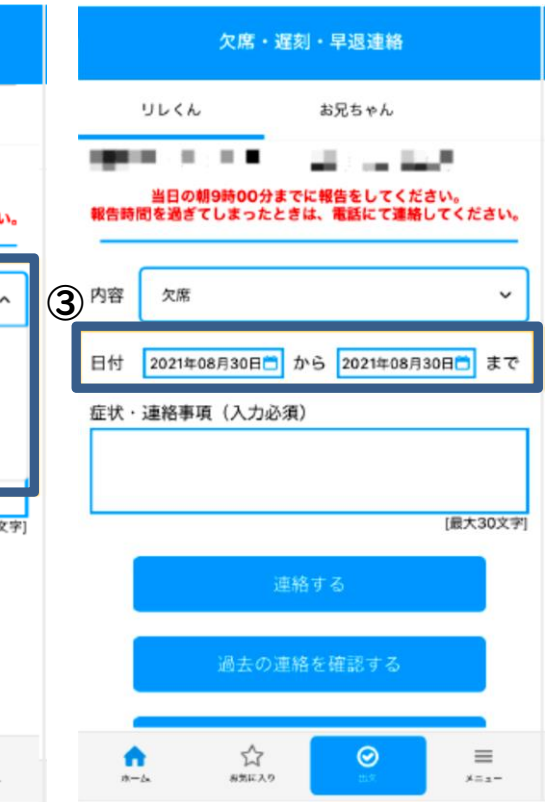 欠席・遅刻・早退連絡
リレくん
お兄ちゃん
当日の朝9時00分までに報告をしてください。
報告時間を過ぎてしまったときは、電話にて連絡してください。
い。
③
内容
欠席
日付 2021年08月30日 から 2021年08月30日 まで
症状・連絡事項（入力必須）
[最大30文字]
文字]
連絡する
過去の連絡を確認する
ホーム
お気に入り
出欠
メニュー